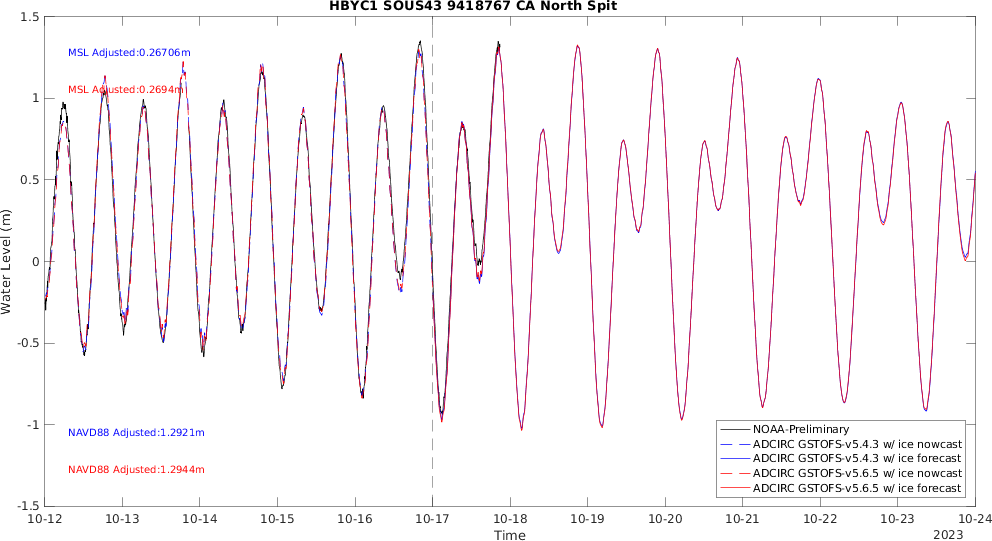 HBYC1 SOUS43 9418767 CA North Spit
1.5
1
0.5
0
-0.5
-1
-1.5
Water Level (m)
MSL Adjusted:0.26706m
MSL Adjusted:0.2694m
NAVD88 Adjusted:1.2921m
NAVD88 Adjusted:1.2944m
NOAA-Preliminary
ADCIRC GSTOFS-v5.4.3 w/ ice nowcast
ADCIRC GSTOFS-v5.4.3 w/ ice forecast
ADCIRC GSTOFS-v5.6.5 w/ ice nowcast
ADCIRC GSTOFS-v5.6.5 w/ ice forecast
10-12 10-13 10-14 10-15 10-16 10-17 10-18 10-19 10-20 10-21 10-22 10-23 10-24
Time
2023